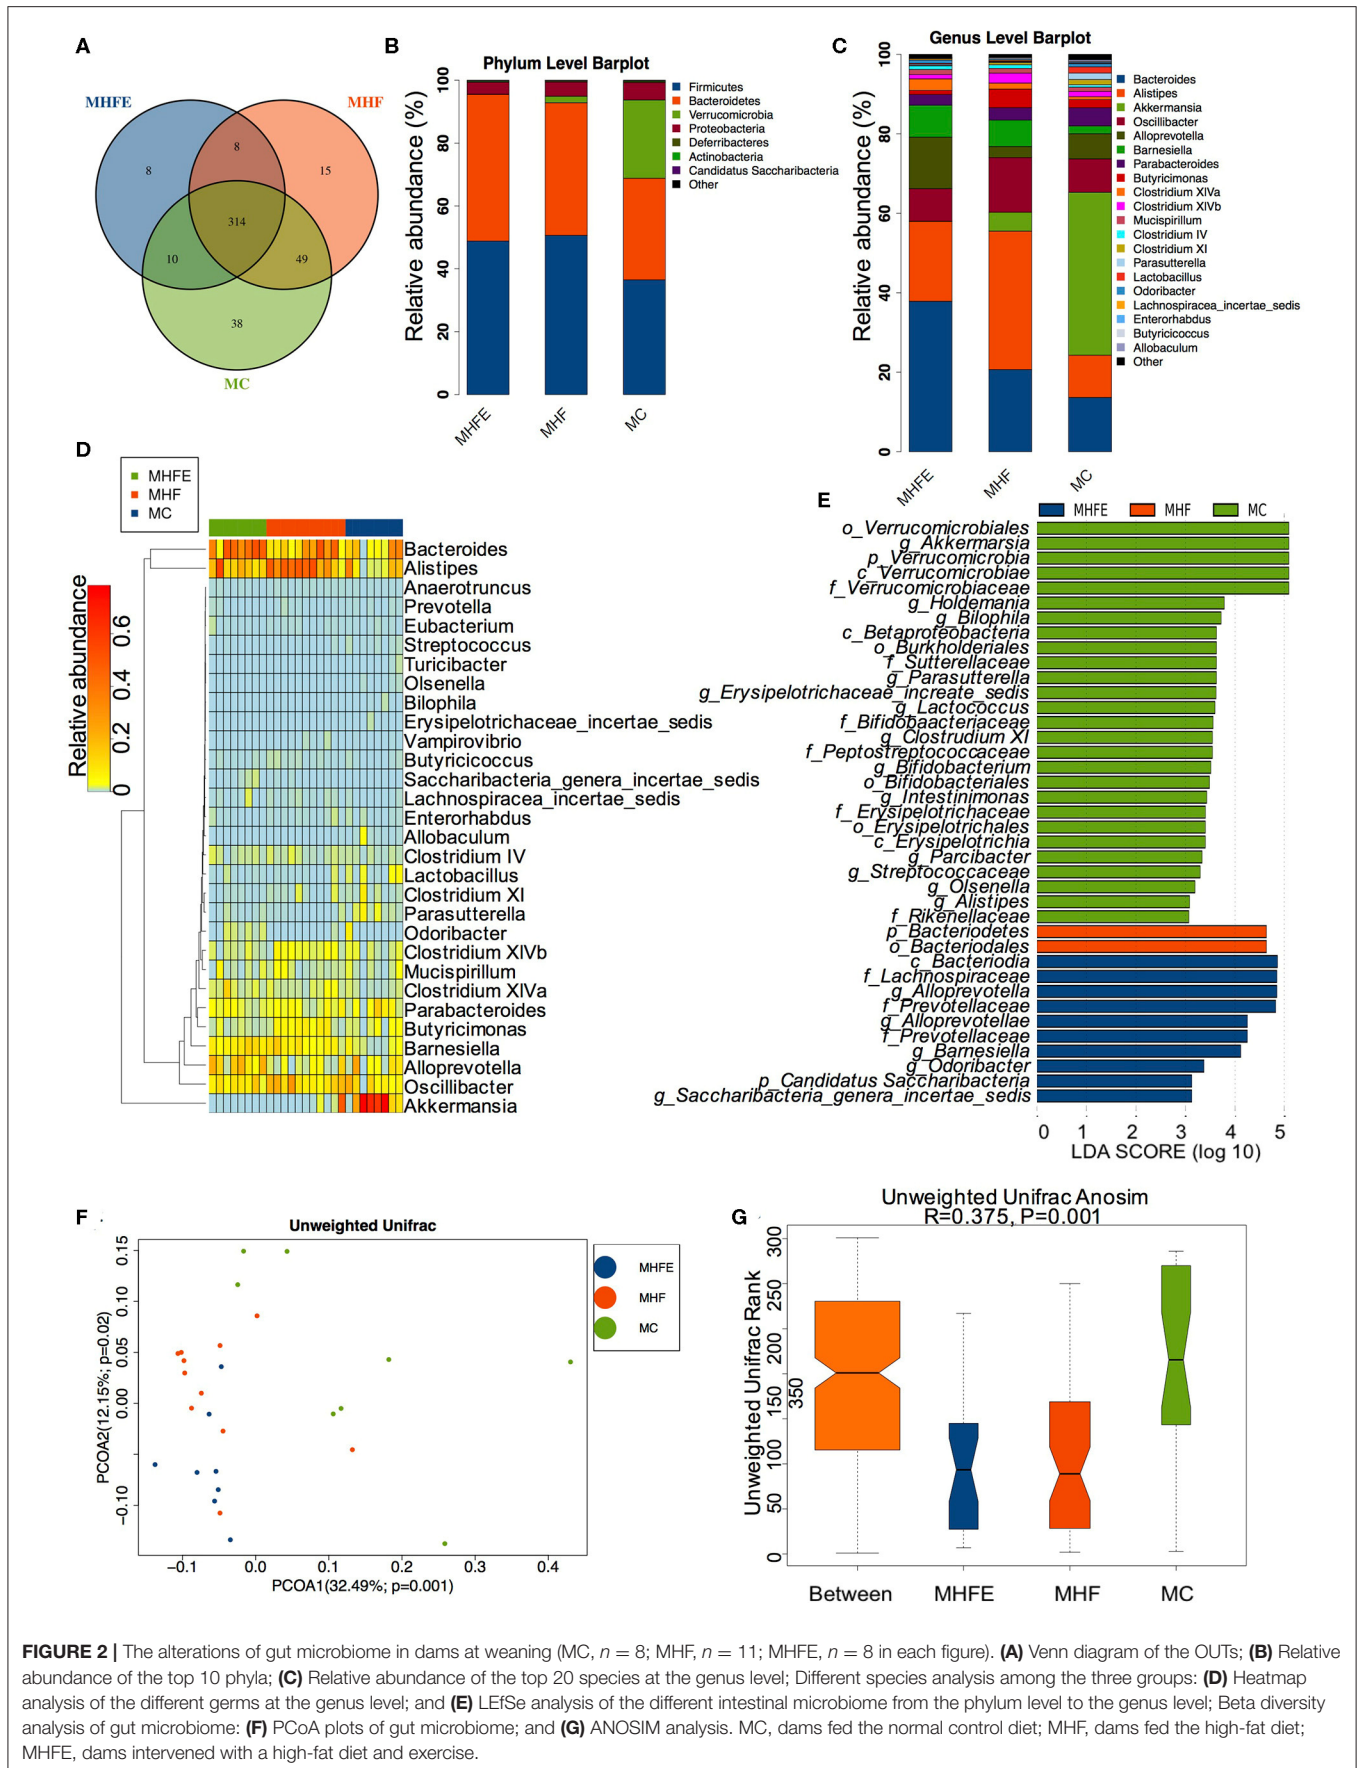 A
MHFE
MHF
8
8
15
314
10
49
38
MC
B
Phylum Level Barplot
Relative abundance (%)
100
80
60
40
20
0
MHFE
MHF
MC
Firmicutes
Bacteroidetes
Verrucomicrobia
Proteobacteria
Deferribacteres
Actinobacteria
Candidatus Saccharibacteria
Other
C
Genus Level Barplot
Relative abundance (%)
100
80
60
40
20
0
MHFE
MHF
MC
Bacteroides
Alistipes
Akkermansia
Oscillibacter
Alloprevotella
Barnesiella
Parabacteroides
Butyricimonas
Clostridium XIVa
Clostridium XIVb
Mucispirillum
Clostridium IV
Clostridium XI
Parasutterella
Lactobacillus
Odoribacter
Lachnospiracea_incertae_sedis
Enterorhabdus
Butyricicoccus
Allobaculum
Other
D
MHFE
MHF
MC
Relative abundance
0.6
0.4
0.2
0
Bacteroides
Alistipes
Anaerotruncus
Prevotella
Eubacterium
Streptococcus
Turicibacter
Olsenella
Bilophila
Erysipelotrichaceae_incertae_sedis
Vampirovibrio
Butyricicoccus
Saccharibacteria_genera_incertae_sedis
Lachnospiracea_incertae_sedis
Enterorhabdus
Allobaculum
Clostridium IV
Lactobacillus
Clostridium XI
Parasutterella
Odoribacter
Clostridium XIVb
Mucispirillum
Clostridium XIVa
Parabacteroides
Butyricimonas
Barnesiella
Alloprevotella
Oscillibacter
Akkermansia
E
MHFE
MHF
MC
o_Verrucomicrobiales
g_Akkermarsia
p_Verrucomicrobia
c_Verrucomicrobiae
f_Verrucomicrobiaceae
g_Holdemania
g_Bilophila
c_Betaproteobacteria
o_Burkholderiales
f_Sutterellaceae
g_Parasutterella
g_Erysipelotrichaceae_increate_sedis
g_Lactococcus
f_Bifidobaacteriaceae
g_Clostrudium XI
f_Peptostreptococcaceae
g_Bifidobacterium
o_Bifidobacteriales
g_Intestinimonas
f_Erysipelotrichaceae
o_Erysipelotrichales
c_Erysipelotrichia
g_Parcibacter
g_Streptococcaceae
g_Olsenella
g_Alistipes
f_Rikenellaceae
p_Bacteriodetes
o_Bacteriodales
c_Bacteriodia
f_Lachnospiraceae
g_Alloprevotella
f_Prevotellaceae
g_Alloprevotellae
f_Prevotellaceae
g_Barnesiella
g_Odoribacter
p_Candidatus Saccharibacteria
g_Saccharibacteria_genera_incertae_sedis
0 1 2 3 4 5
LDA SCORE (log 10)
F
Unweighted Unifrac
PCOA2(12.15%; p=0.02)
0.15
0.10
0.05
0.00
−0.10
−0.1 0.0 0.1 0.2 0.3 0.4
PCOA1(32.49%; p=0.001)
MHFE
MHF
MC
G
Unweighted Unifrac Anosim
R=0.375, P=0.001
Unweighted Unifrac Rank
350
300
250
200
150
100
50
0
Between MHFE MHF MC
FIGURE 2 | The alterations of gut microbiome in dams at weaning (MC, n = 8; MHF, n = 11; MHFE, n = 8 in each figure). (A) Venn diagram of the OUTs; (B) Relative
abundance of the top 10 phyla; (C) Relative abundance of the top 20 species at the genus level; Different species analysis among the three groups: (D) Heatmap
analysis of the different germs at the genus level; and (E) LEfSe analysis of the different intestinal microbiome from the phylum level to the genus level; Beta diversity
analysis of gut microbiome: (F) PCoA plots of gut microbiome; and (G) ANOSIM analysis. MC, dams fed the normal control diet; MHF, dams fed the high-fat diet;
MHFE, dams intervened with a high-fat diet and exercise.